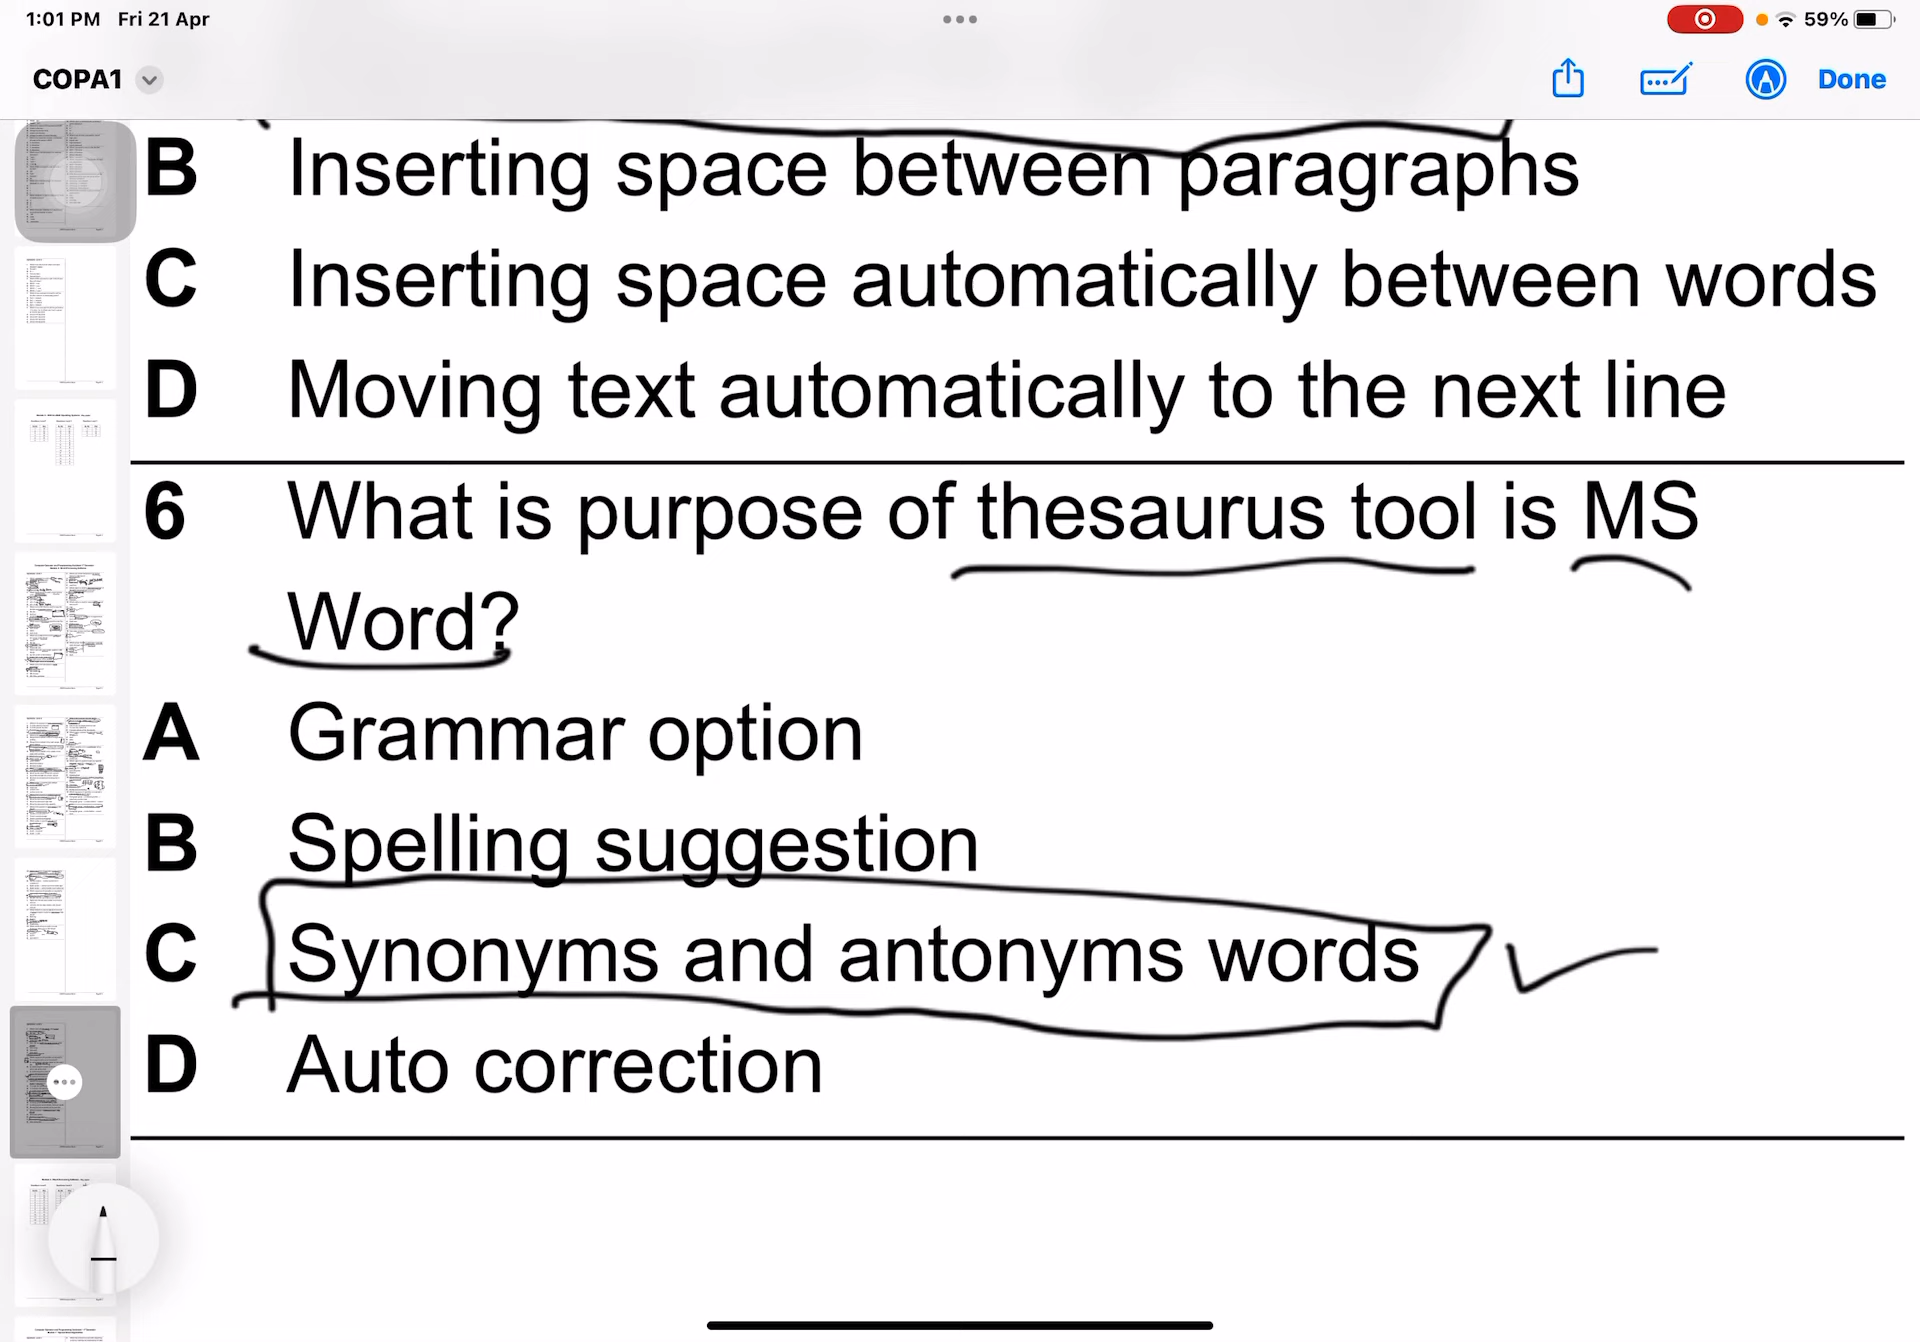 1:01 PM Fri 21 Apr
59%
COPA1
Done
B Inserting space between paragraphs
C Inserting space automatically between words
D Moving text automatically to the next line
6 What is purpose of thesaurus tool is MS
Word?
A Grammar option
B Spelling suggestion
C Synonyms and antonyms words
D Auto correction